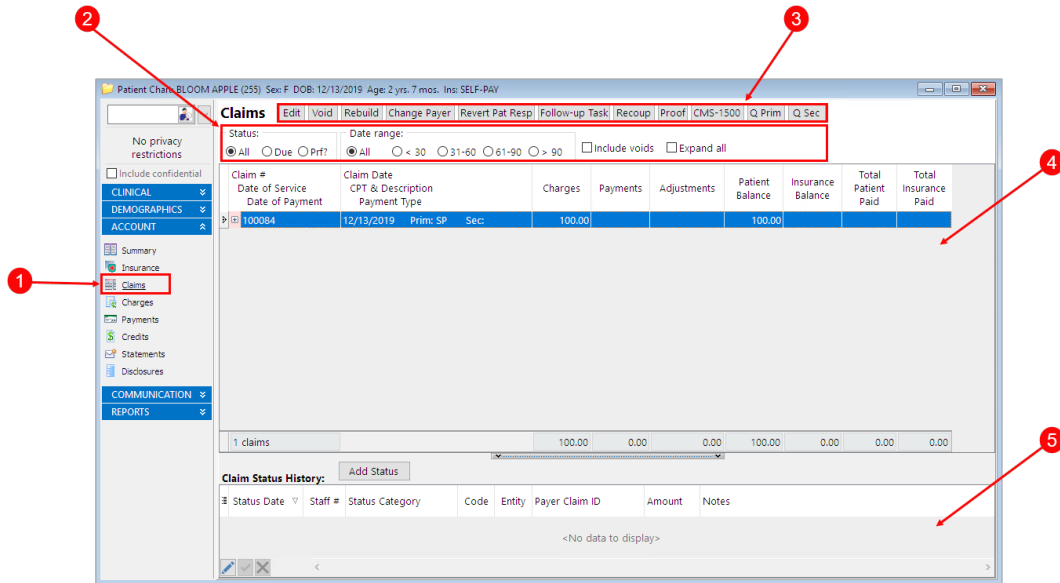 2
3
Patient Chart: BLOOM APPLE (255) Sex: F DOB: 12/13/2019 Age: 2 yrs. 7 mos. Ins: SELF-PAY
Claims Edit Void Rebuild Change Payer Revert Pat Resp Follow-up Task Recoup Proof CMS-1500 Q Prim Q Sec
No privacy
restrictions
Include confidential
Status: Date range:
All Due Prf? All < 30 31-60 61-90 > 90 Include voids Expand all
4
CLINICAL
DEMOGRAPHICS
ACCOUNT
Summary
Insurance
1
Claims
Charges
Payments
Credits
Statements
Disclosures
COMMUNICATION
REPORTS
Claim # Claim Date
Date of Service CPT & Description Charges Payments Adjustments Patient Balance Insurance Balance Total Patient Paid Total Insurance Paid
Date of Payment Payment Type
100084 12/13/2019 Prim: SP Sec: 100.00 100.00
1 claims 100.00 0.00 0.00 100.00 0.00 0.00 0.00
5
Claim Status History: Add Status
Status Date Staff # Status Category Code Entity Payer Claim ID Amount Notes
<No data to display>